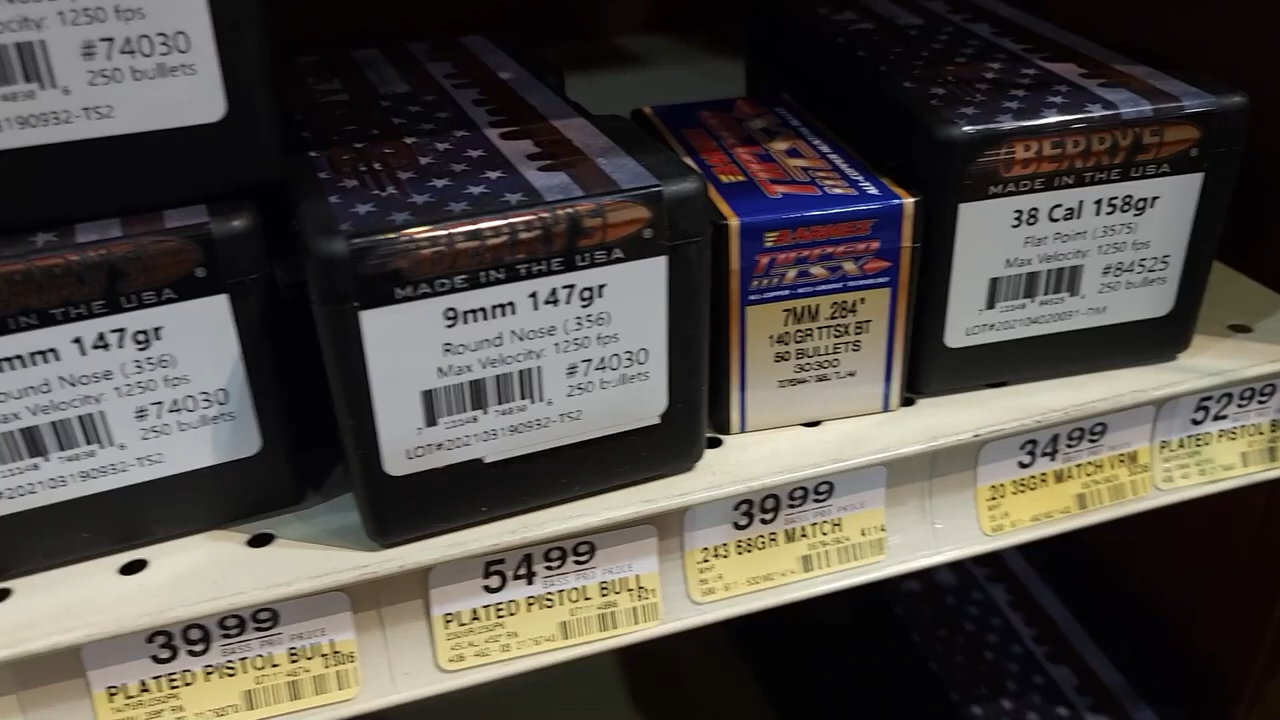 #74030
250 bullets
190932-TS2
MADE IN THE USA
mm 147gr
ound Nose (.356)
ax Velocity: 1250 fps
#74030
250 bullets
BERRY'S
MADE IN THE USA
9mm 147gr
Round Nose (.356)
Max Velocity: 1250 fps
#74030
250 bullets
LOT#202103190932-TS2
BARNES
TIPPED
TSX
7MM .284"
140 GR TTSX BT
50 BULLETS
30300
BERRY'S
MADE IN THE USA
38 Cal 158gr
Flat Point (.3575)
Max Velocity: 1250 fps
#84525
250 bullets
3999
BASS PRO PRICE
PLATED PISTOL BULL
5499
BASS PRO PRICE
PLATED PISTOL BULL
3999
BASS PRO PRICE
.243 68GR MATCH
3499
BASS PRO PRICE
.20 35GR MATCH VRM
5299
PLATED PISTOL B